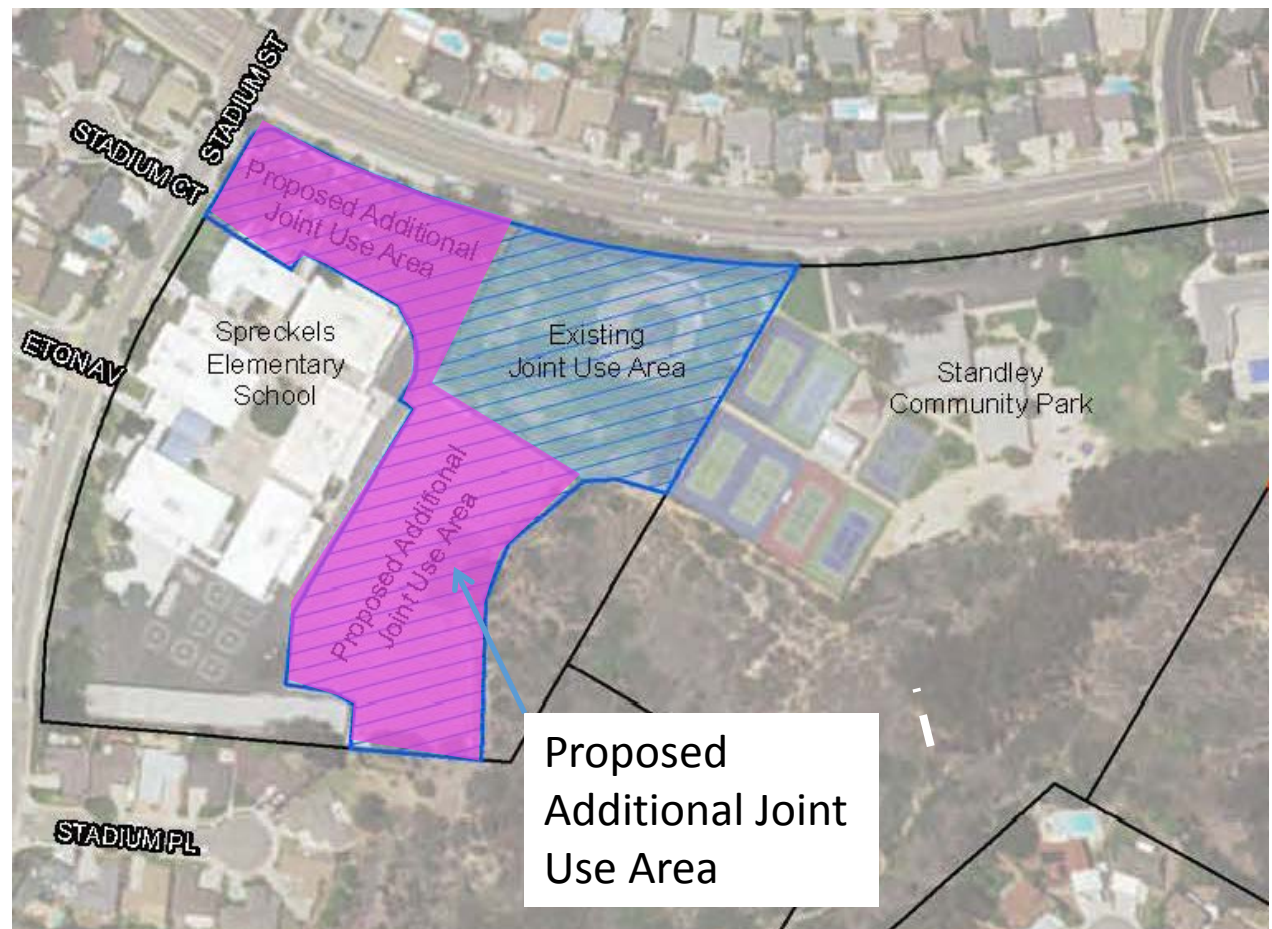 STADIUM ST
STADIUM CT
Proposed Additional
Joint Use Area
ETON AV
Spreckels
Elementary
School
Existing
Joint Use Area
Standley
Community Park
Proposed Additional
Joint Use Area
Proposed
Additional Joint
Use Area
STADIUM PL